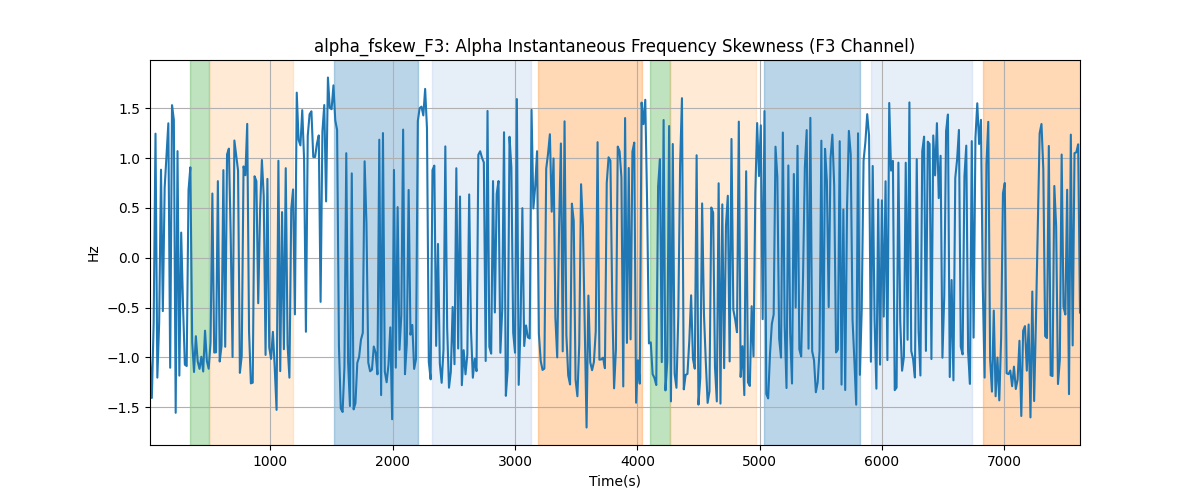 alpha_fskew_F3: Alpha Instantaneous Frequency Skewness (F3 Channel)
Hz
1.5
1.0
0.5
0.0
−0.5
−1.0
−1.5
1000 2000 3000 4000 5000 6000 7000
Time(s)